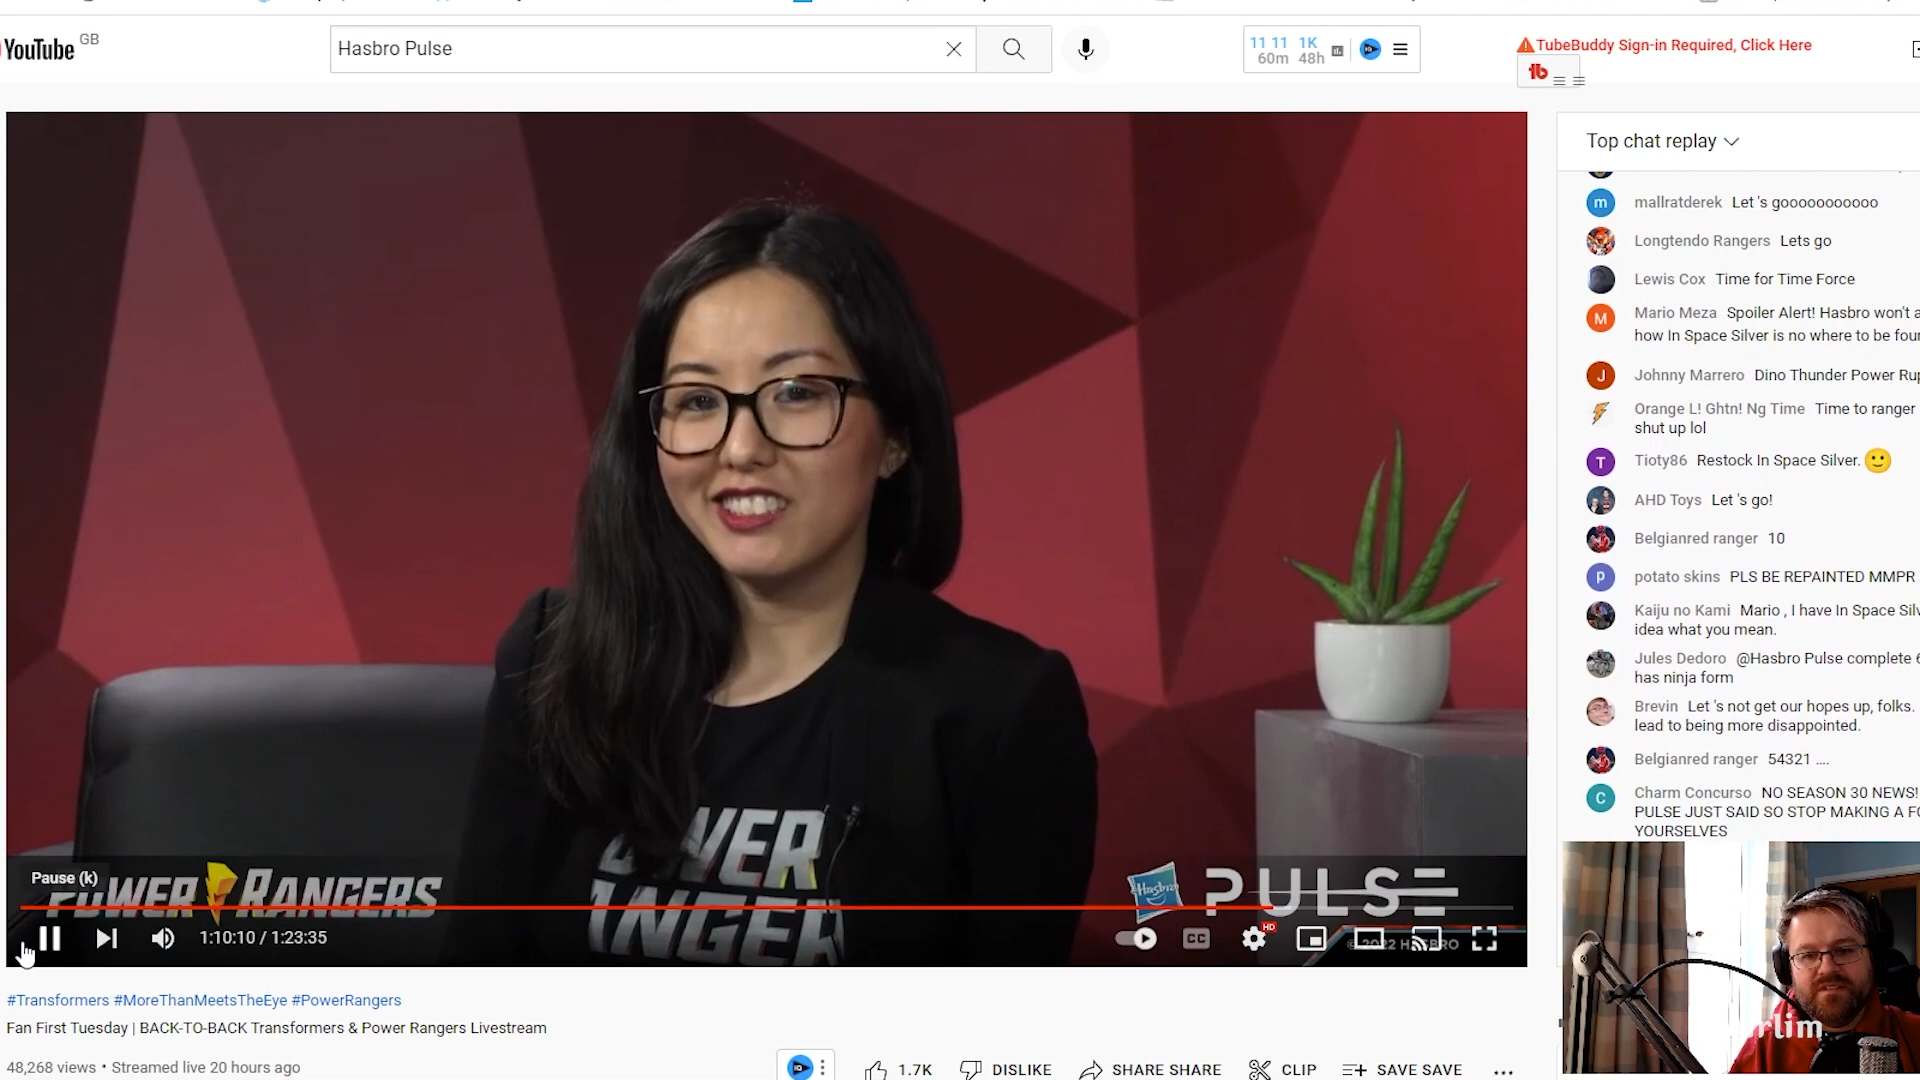 YouTube GB
Hasbro Pulse
11 11 1K
60m 48h
TubeBuddy Sign-in Required, Click Here
tb
Top chat replay
mallratderek Let 's gooooooooooo
Longtendo Rangers Lets go
Lewis Cox Time for Time Force
Mario Meza Spoiler Alert! Hasbro won't
how In Space Silver is no where to be
Johnny Marrero Dino Thunder Power
Orange L! Ghtn! Ng Time Time to ranger
shut up lol
Tioty86 Restock In Space Silver.
AHD Toys Let 's go!
Belgianred ranger 10
potato skins PLS BE REPAINTED MMPR
Kaiju no Kami Mario , I have In Space
idea what you mean.
Jules Dedoro @Hasbro Pulse complete
has ninja form
Brevin Let 's not get our hopes up, folks.
lead to being more disappointed.
Belgianred ranger 54321 ....
Charm Concurso NO SEASON 30 NEWS!
PULSE JUST SAID SO STOP MAKING A
YOURSELVES
Pause (k)
POWER RANGERS
Hasbro PULSE
1:10:10 / 1:23:35
CC
HD
© 2022 HASBRO
#Transformers #MoreThanMeetsTheEye #PowerRangers
Fan First Tuesday | BACK-TO-BACK Transformers & Power Rangers Livestream
48,268 views • Streamed live 20 hours ago
1.7K DISLIKE SHARE SHARE CLIP SAVE SAVE